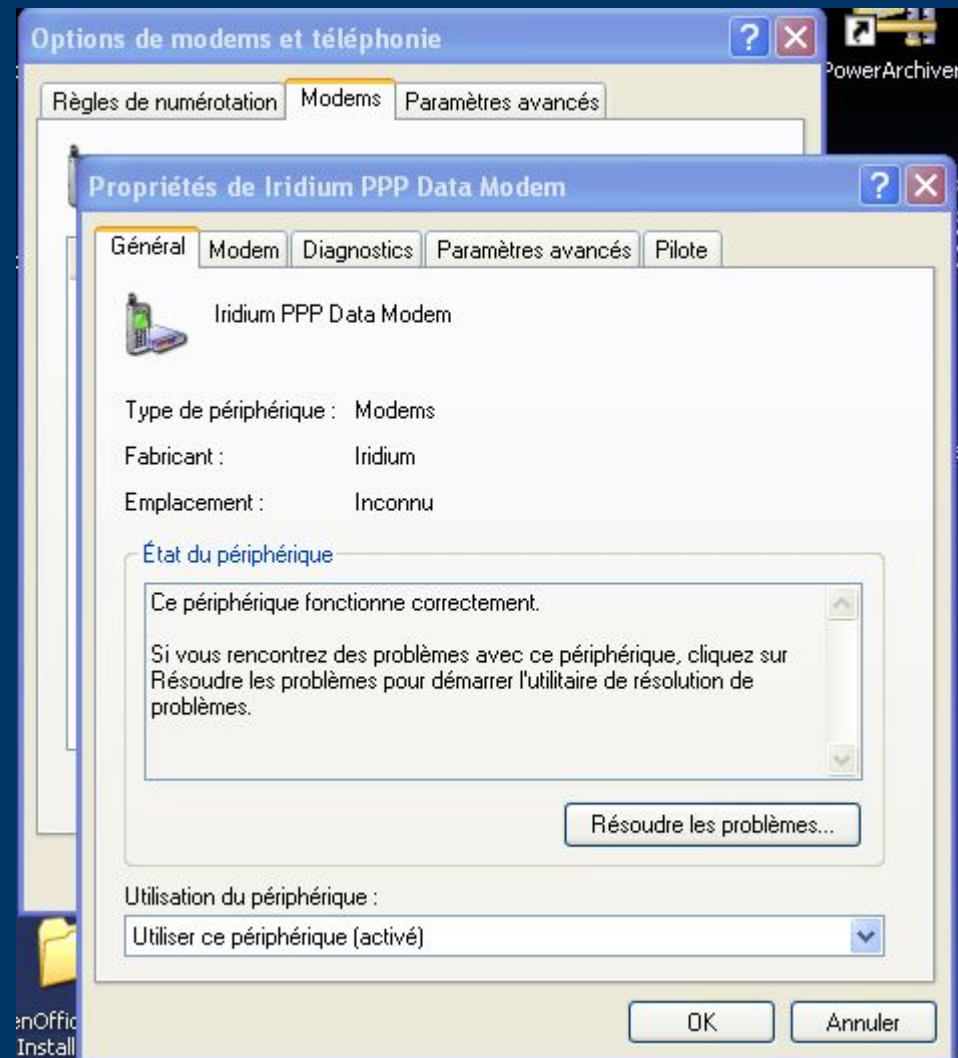 Options de modems et téléphonie
PowerArchiver
Règles de numérotation Modems Paramètres avancés
Propriétés de Iridium PPP Data Modem
Général Modem Diagnostics Paramètres avancés Pilote
Iridium PPP Data Modem
Type de périphérique : Modems
Fabricant : Iridium
Emplacement : Inconnu
État du périphérique
Ce périphérique fonctionne correctement.
Si vous rencontrez des problèmes avec ce périphérique, cliquez sur
Résoudre les problèmes pour démarrer l'utilitaire de résolution de
problèmes.
Résoudre les problèmes...
Utilisation du périphérique :
Utiliser ce périphérique (activé)
OK Annuler
enOffic
Install